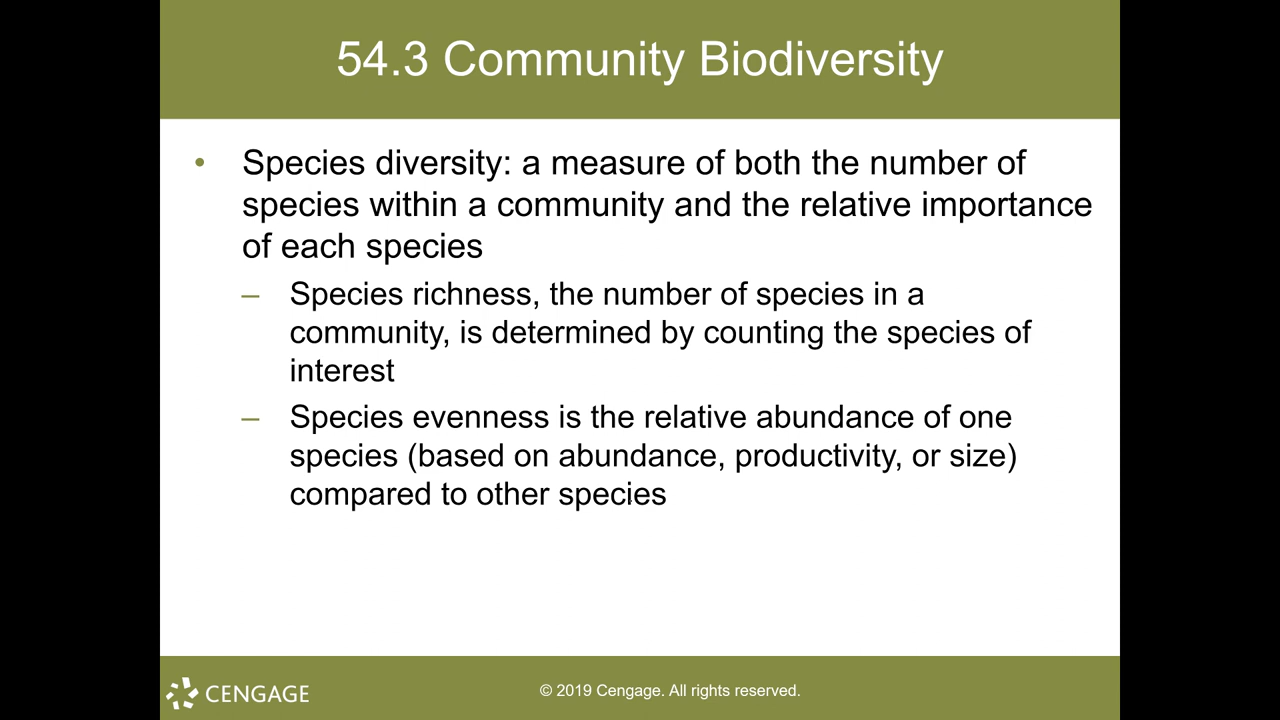 54.3 Community Biodiversity
• Species diversity: a measure of both the number of
species within a community and the relative importance
of each species
– Species richness, the number of species in a
community, is determined by counting the species of
interest
– Species evenness is the relative abundance of one
species (based on abundance, productivity, or size)
compared to other species
CENGAGE
© 2019 Cengage. All rights reserved.